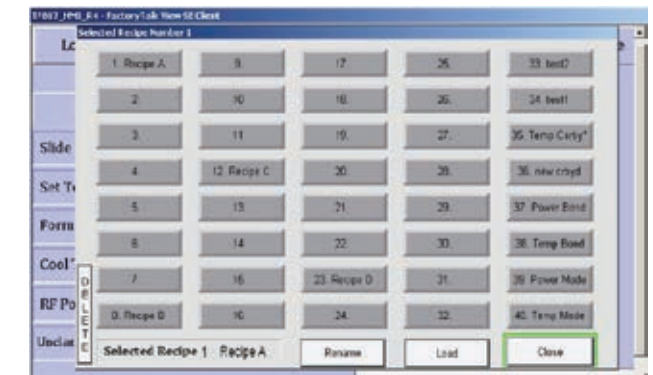 FactoryTalk View SE Client
Selected Recipe Number 1
1. Recipe A 9. 17 25. 33. test2
2 10 18. 26. 34. test1
3. 11 19. 27. 35. Temp
4 12. Recipe C 20. 28. 36. new
5 13. 21. 29. 37. Power Bond
6 14 22 30. 38. Temp Bond
7 15 23. Recipe D 31. 39. Power Mode
8. Recipe B 16 24. 32. 40. Temp Mode
Slide
Form
Cool
RF Po
DELETE
Selected Recipe 1 Recipe A Rename Load Close